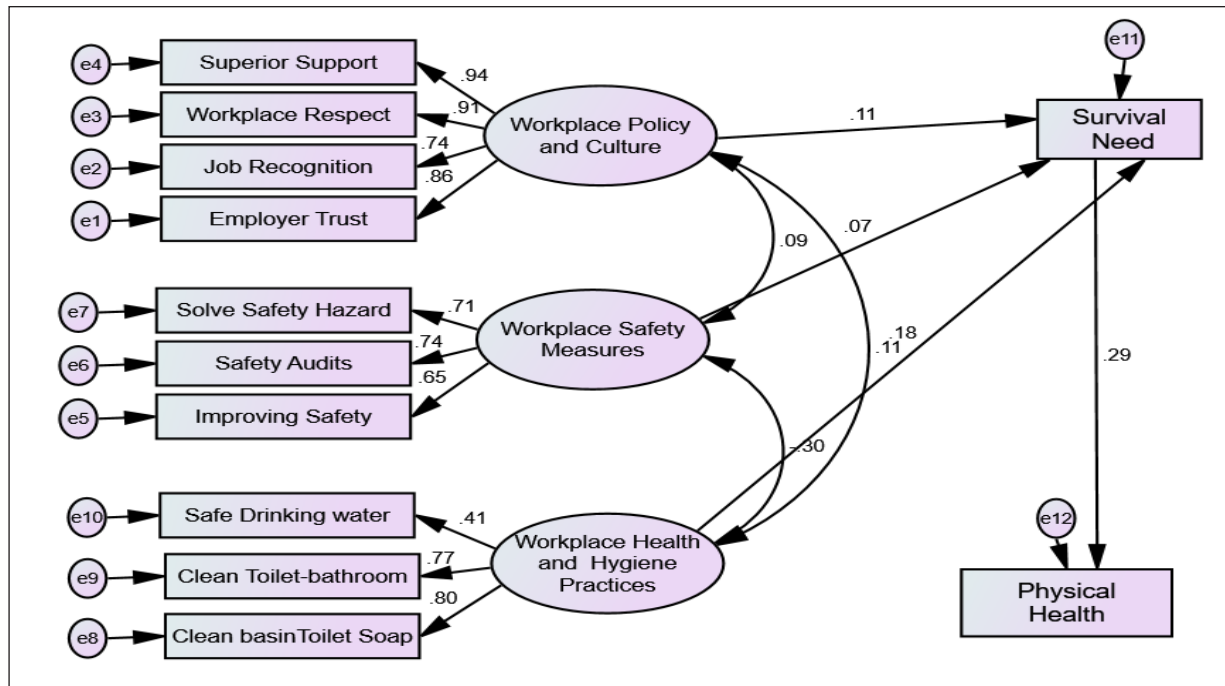 e4
Superior Support
.94
e3
Workplace Respect
.91
e2
Job Recognition
.74
e1
Employer Trust
.86
Workplace Policy
and Culture
.11
e11
Survival
Need
e7
Solve Safety Hazard
.71
e6
Safety Audits
.74
e5
Improving Safety
.65
Workplace Safety
Measures
.09
.07
.18
.11
.29
-.30
e10
Safe Drinking water
.41
e9
Clean Toilet-bathroom
.77
e8
Clean basinToilet Soap
.80
Workplace Health
and Hygiene
Practices
e12
Physical
Health